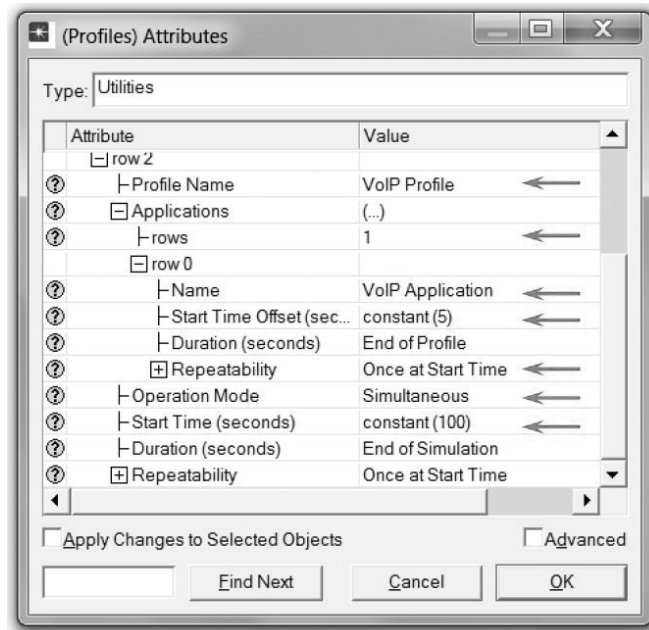 (Profiles) Attributes
Type: Utilities
Attribute Value
row 2
Profile Name VoIP Profile
Applications (...)
rows 1
row 0
Name VoIP Application
Start Time Offset (sec... constant (5)
Duration (seconds) End of Profile
Repeatability Once at Start Time
Operation Mode Simultaneous
Start Time (seconds) constant (100)
Duration (seconds) End of Simulation
Repeatability Once at Start Time
Apply Changes to Selected Objects Advanced
Find Next Cancel OK